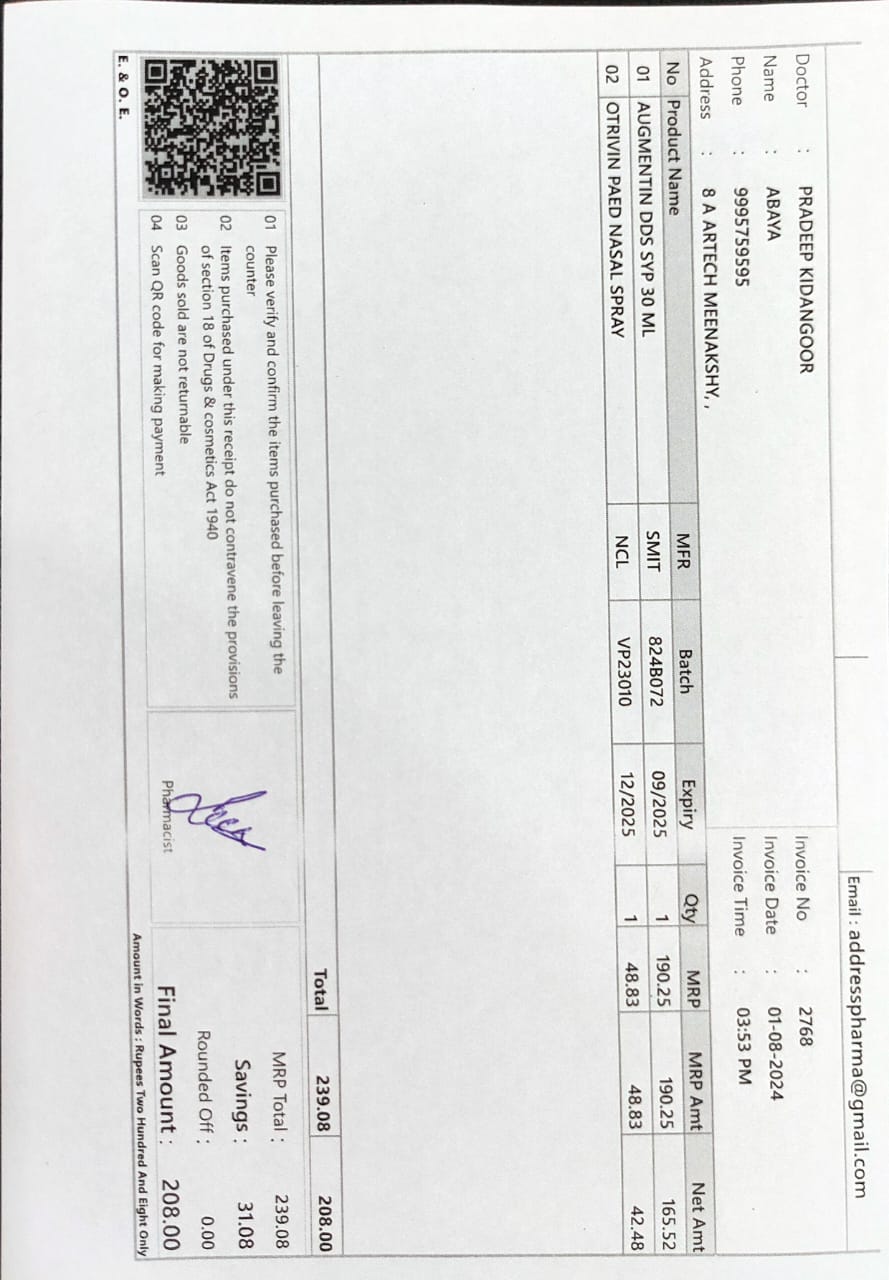 Email : addresspharma@gmail.com
Doctor : PRADEEP KIDANGOOR
Name : ABAYA
Phone : 9995759595
Address : 8 A ARTECH MEENAKSHY, ,
Invoice No : 2768
Invoice Date : 01-08-2024
Invoice Time : 03:53 PM
No Product Name MFR Batch Expiry Qty MRP MRP Amt Net Amt
01 AUGMENTIN DDS SYP 30 ML SMIT 824B072 09/2025 1 190.25 190.25 165.52
02 OTRIVIN PAED NASAL SPRAY NCL VP23010 12/2025 1 48.83 48.83 42.48
Total 239.08 208.00
01 Please verify and confirm the items purchased before leaving the
counter
02 Items purchased under this receipt do not contravene the provisions
of section 18 of Drugs & cosmetics Act 1940
03 Goods sold are not returnable
04 Scan QR code for making payment
E. & O. E.
Pharmacist
MRP Total : 239.08
Savings : 31.08
Rounded Off : 0.00
Final Amount : 208.00
Amount in Words : Rupees Two Hundred And Eight Only